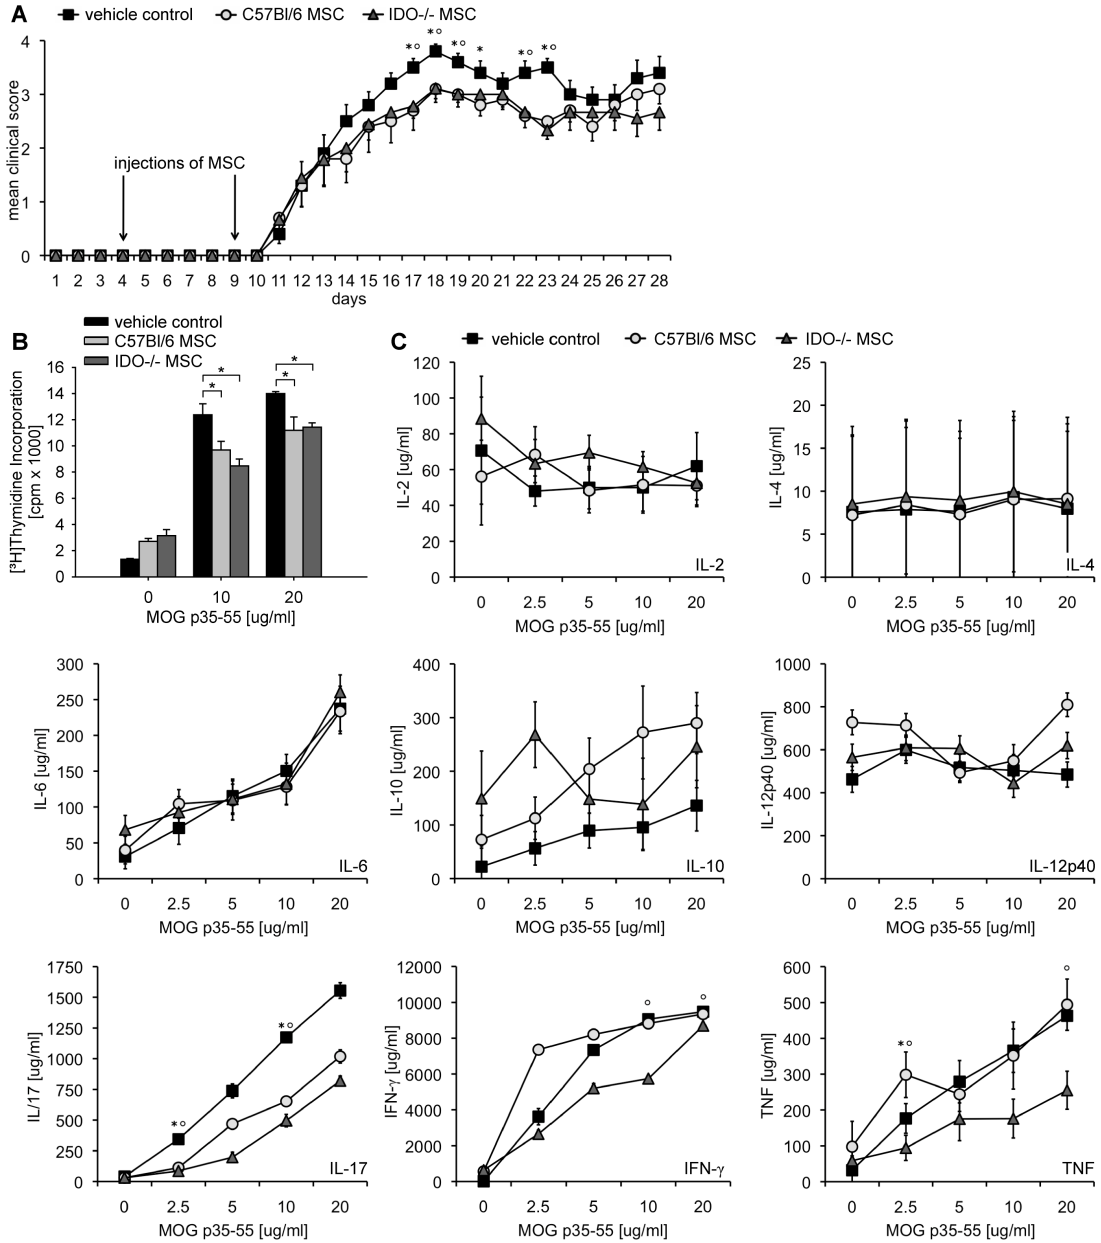 A
vehicle control C57Bl/6 MSC IDO-/- MSC
mean clinical score
4
3
2
1
0
injections of MSC
*° *° *° * *° *°
1 2 3 4 5 6 7 8 9 10 11 12 13 14 15 16 17 18 19 20 21 22 23 24 25 26 27 28
days
B
vehicle control
C57Bl/6 MSC
IDO-/- MSC
[³H]Thymidine Incorporation
[cpm x 1000]
16
14
12
10
8
6
4
2
0
* * * *
0 10 20
MOG p35-55 [ug/ml]
C
vehicle control C57Bl/6 MSC IDO-/- MSC
IL-2 [ug/ml]
120
100
80
60
40
20
0
IL-2
0 2.5 5 10 20
MOG p35-55 [ug/ml]
IL-4 [ug/ml]
25
20
15
10
5
0
IL-4
0 2.5 5 10 20
MOG p35-55 [ug/ml]
IL-6 [ug/ml]
300
250
200
150
100
50
0
IL-6
0 2.5 5 10 20
MOG p35-55 [ug/ml]
IL-10 [ug/ml]
400
300
200
100
0
IL-10
0 2.5 5 10 20
MOG p35-55 [ug/ml]
IL-12p40 [ug/ml]
1000
800
600
400
200
0
IL-12p40
0 2.5 5 10 20
MOG p35-55 [ug/ml]
IL/17 [ug/ml]
1750
1500
1250
1000
750
500
250
0
*° *°
IL-17
0 2.5 5 10 20
MOG p35-55 [ug/ml]
IFN-γ [ug/ml]
12000
10000
8000
6000
4000
2000
0
° °
IFN-γ
0 2.5 5 10 20
MOG p35-55 [ug/ml]
TNF [ug/ml]
600
500
400
300
200
100
0
*° °
TNF
0 2.5 5 10 20
MOG p35-55 [ug/ml]